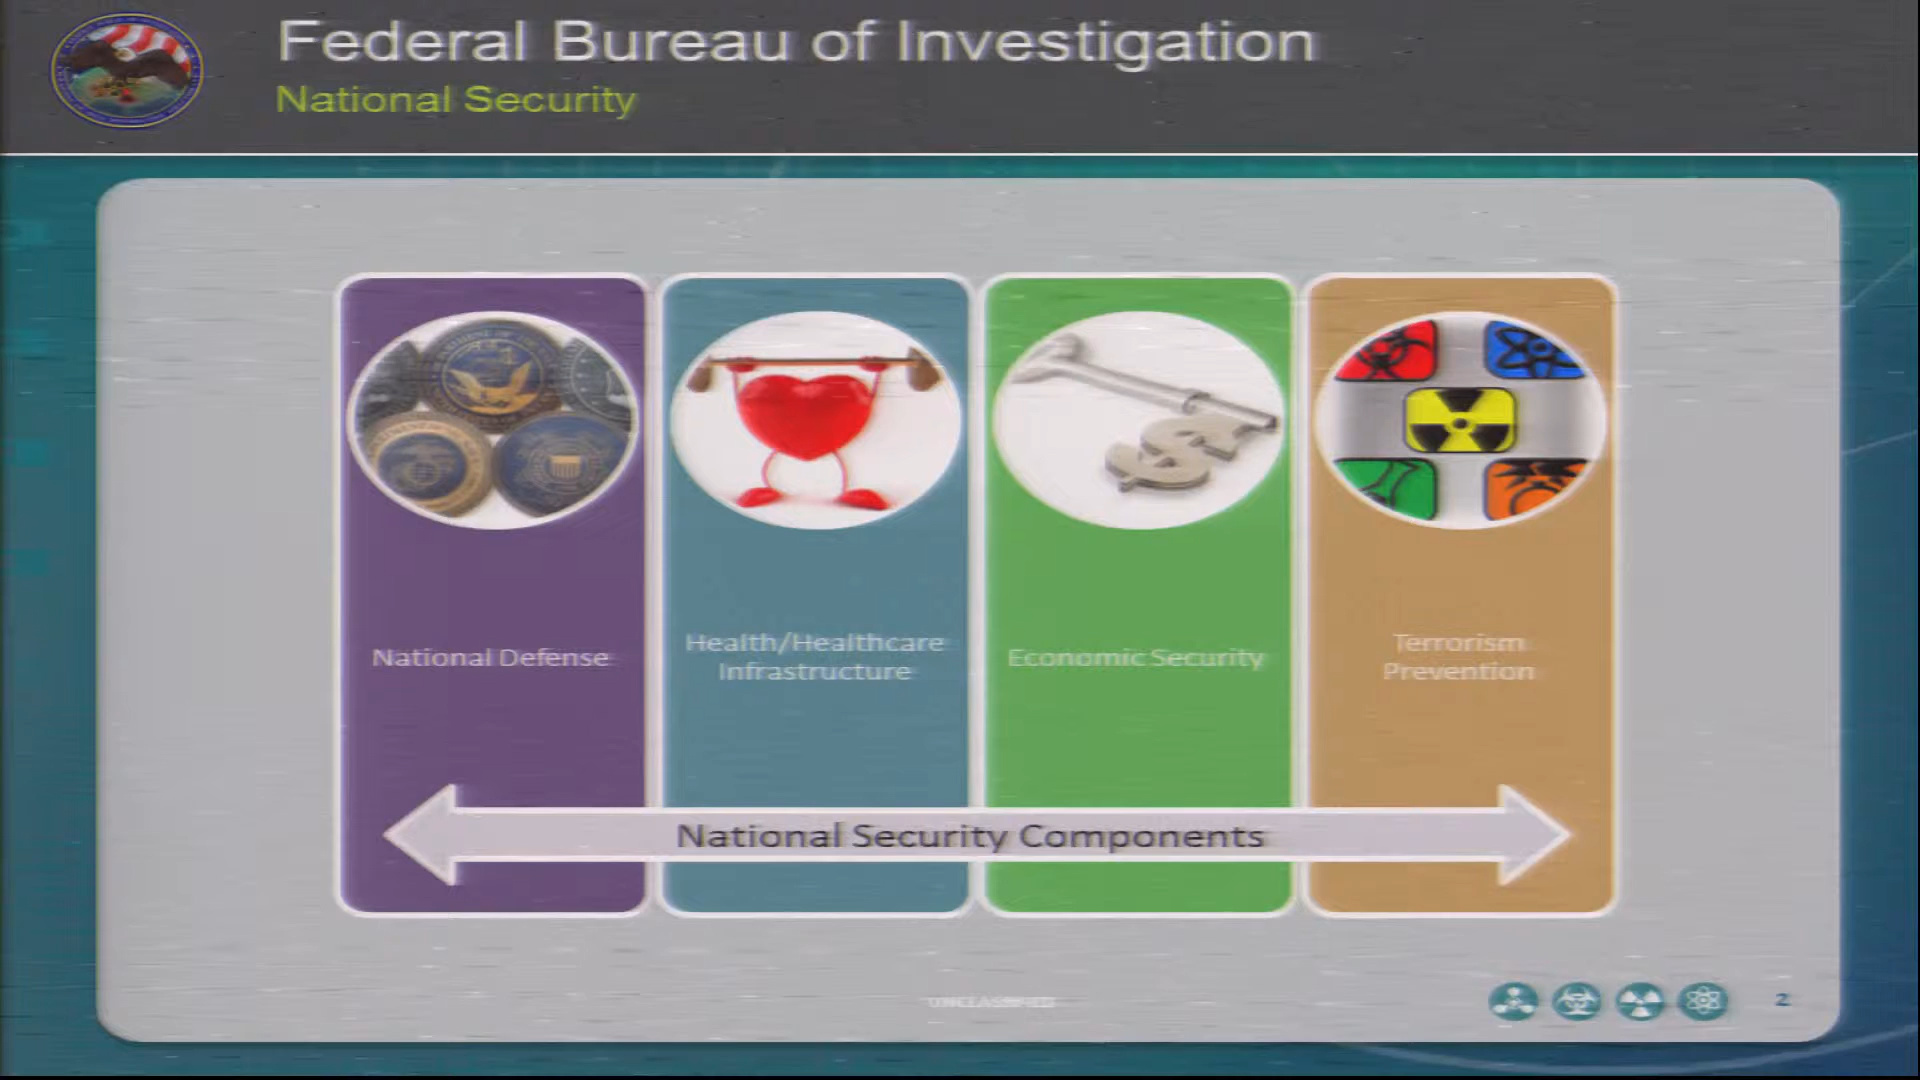 Federal Bureau of Investigation
National Security
National Defense
Health/Healthcare
Infrastructure
Economic Security
Terrorism
Prevention
National Security Components
UNCLASSIFIED
2